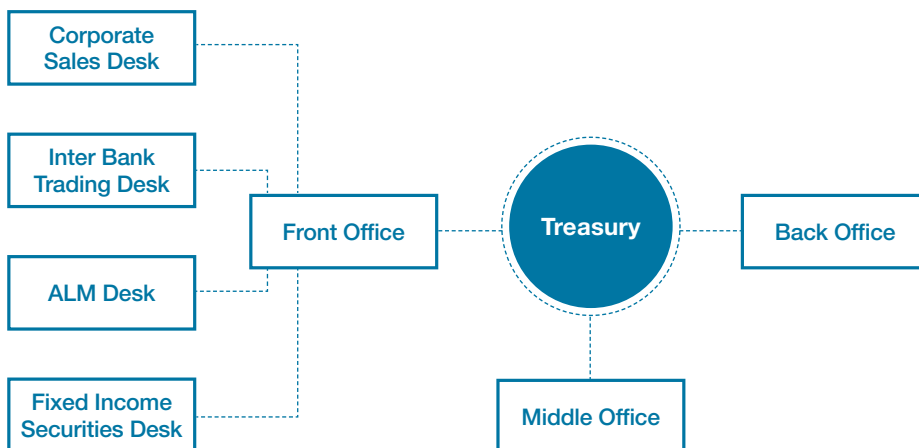 Corporate
Sales Desk
Inter Bank
Trading Desk
Front Office
Treasury
Back Office
ALM Desk
Fixed Income
Securities Desk
Middle Office